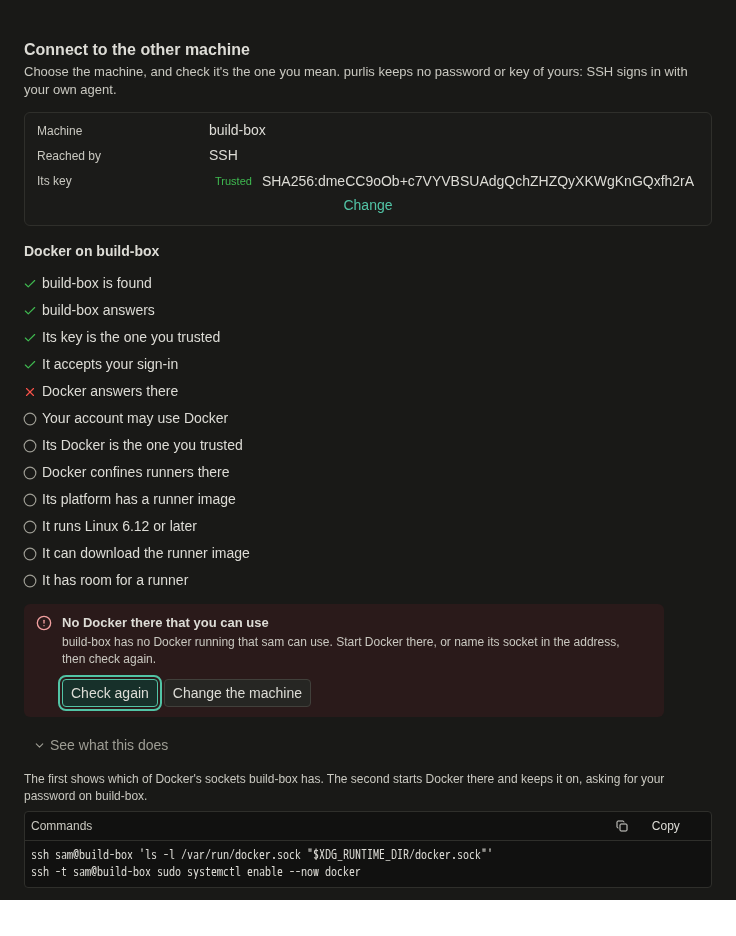 Connect to the other machine
Choose the machine, and check it's the one you mean. purlis keeps no password or key of yours: SSH signs in with
your own agent.
Machine build-box
Reached by SSH
Its key Trusted SHA256:dmeCC9oOb+c7VYVBSUAdgQchZHZQyXKWgKnGQxfh2rA
Change
Docker on build-box
build-box is found
build-box answers
Its key is the one you trusted
It accepts your sign-in
Docker answers there
Your account may use Docker
Its Docker is the one you trusted
Docker confines runners there
Its platform has a runner image
It runs Linux 6.12 or later
It can download the runner image
It has room for a runner
No Docker there that you can use
build-box has no Docker running that sam can use. Start Docker there, or name its socket in the address,
then check again.
Check again Change the machine
See what this does
The first shows which of Docker's sockets build-box has. The second starts Docker there and keeps it on, asking for your
password on build-box.
Commands Copy
ssh sam@build-box 'ls -l /var/run/docker.sock "$XDG_RUNTIME_DIR/docker.sock"'
ssh -t sam@build-box sudo systemctl enable --now docker